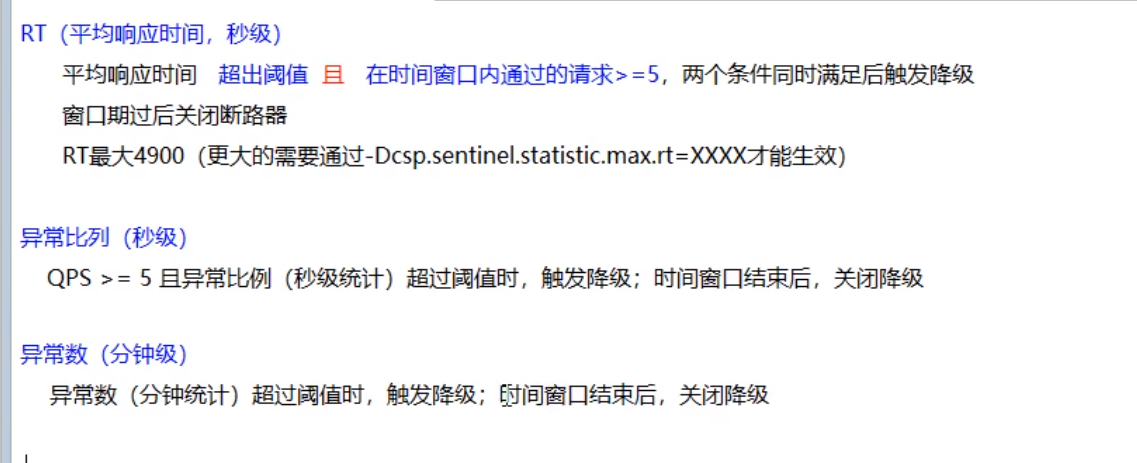 RT（平均响应时间，秒级）
平均响应时间 超出阈值 且 在时间窗口内通过的请求>=5，两个条件同时满足后触发降级
窗口期过后关闭断路器
RT最大4900（更大的需要通过-Dcsp.sentinel.statistic.max.rt=XXXX才能生效）
异常比列（秒级）
QPS >= 5 且异常比例（秒级统计）超过阈值时，触发降级；时间窗口结束后，关闭降级
异常数（分钟级）
异常数（分钟统计）超过阈值时，触发降级；时间窗口结束后，关闭降级